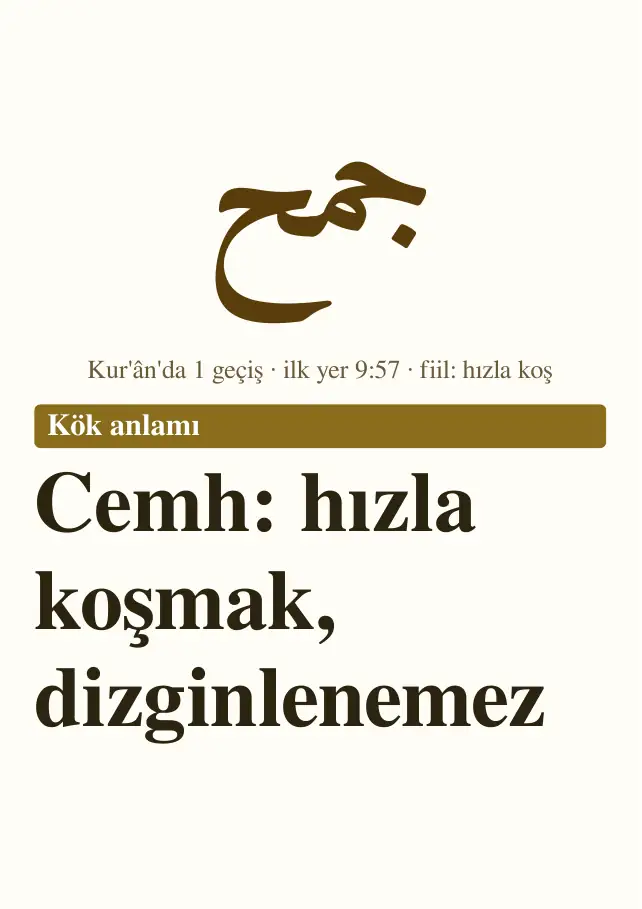 جمح
Kur'ân'da 1 geçiş · ilk yer 9:57 · fiil: hızla koş
Kök anlamı
Cemh: hızla
koşmak,
dizginlenemez